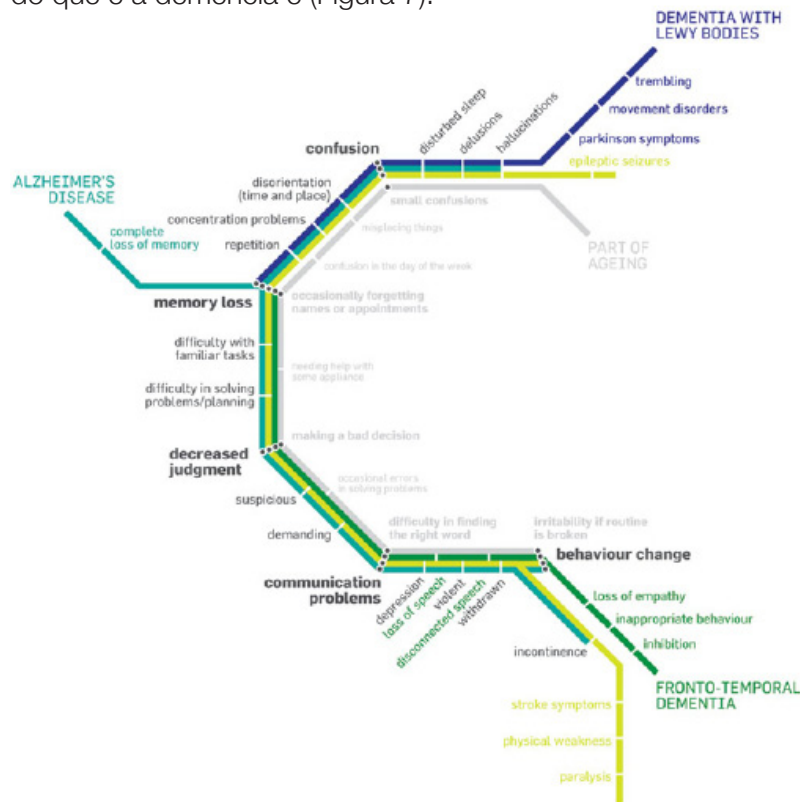 do que é a demência é (Figura 7).
DEMENTIA WITH
LEWY BODIES
trembling
movement disorders
parkinson symptoms
epileptic seizures
disturbed sleep
delusions
hallucinations
confusion
ALZHEIMER'S
DISEASE
complete
loss of memory
disorientation
(time and place)
concentration problems
repetition
small confusions
misplacing things
confusion in the day of the week
PART OF
AGEING
memory loss
occasionally forgetting
names or appointments
difficulty with
familiar tasks
needing help with
some appliance
difficulty in solving
problems/planning
making a bad decision
decreased
judgment
occasional errors
in solving problems
suspicious
demanding
difficulty in finding
the right word
irritability if routine
is broken
behaviour change
communication
problems
depression
loss of speech
violent
disconnected speech
withdrawn
loss of empathy
inappropriate behaviour
inhibition
incontinence
FRONTO-TEMPORAL
DEMENTIA
stroke symptoms
physical weakness
paralysis